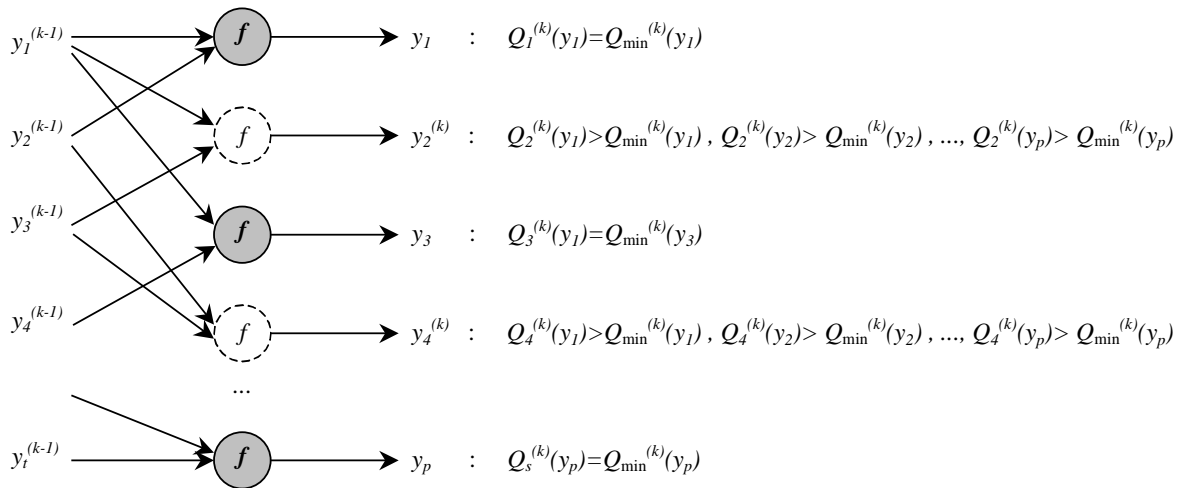 y₁⁽ᵏ⁻¹⁾ f y₁ : Q₁⁽ᵏ⁾(y₁)=Qₘᵢₙ⁽ᵏ⁾(y₁)
y₂⁽ᵏ⁻¹⁾ f y₂⁽ᵏ⁾ : Q₂⁽ᵏ⁾(y₁)>Qₘᵢₙ⁽ᵏ⁾(y₁) , Q₂⁽ᵏ⁾(y₂)> Qₘᵢₙ⁽ᵏ⁾(y₂) , ..., Q₂⁽ᵏ⁾(yₚ)> Qₘᵢₙ⁽ᵏ⁾(yₚ)
y₃⁽ᵏ⁻¹⁾ f y₃ : Q₃⁽ᵏ⁾(y₁)=Qₘᵢₙ⁽ᵏ⁾(y₃)
y₄⁽ᵏ⁻¹⁾ f y₄⁽ᵏ⁾ : Q₄⁽ᵏ⁾(y₁)>Qₘᵢₙ⁽ᵏ⁾(y₁) , Q₄⁽ᵏ⁾(y₂)> Qₘᵢₙ⁽ᵏ⁾(y₂) , ..., Q₄⁽ᵏ⁾(yₚ)> Qₘᵢₙ⁽ᵏ⁾(yₚ)
...
yₜ⁽ᵏ⁻¹⁾ f yₚ : Qₛ⁽ᵏ⁾(yₚ)=Qₘᵢₙ⁽ᵏ⁾(yₚ)